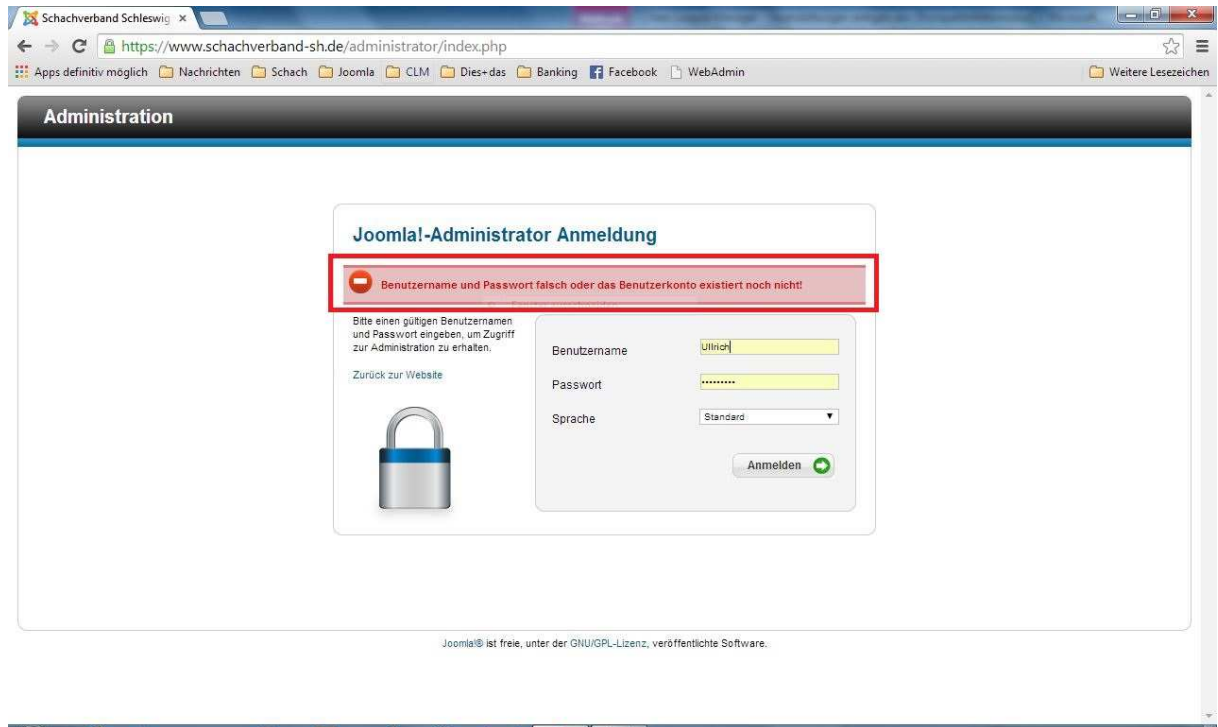 Schachverband Schleswig
https://www.schachverband-sh.de/administrator/index.php
Apps definitiv möglich Nachrichten Schach Joomla CLM Dies+das Banking Facebook WebAdmin Weitere Lesezeichen
Administration
Joomla!-Administrator Anmeldung
Benutzername und Passwort falsch oder das Benutzerkonto existiert noch nicht!
Bitte einen gültigen Benutzernamen
und Passwort eingeben, um Zugriff
zur Administration zu erhalten.
Zurück zur Website
Benutzername Ullrich
Passwort •••••••••
Sprache Standard
Anmelden
Joomla!® ist freie, unter der GNU/GPL-Lizenz, veröffentlichte Software.